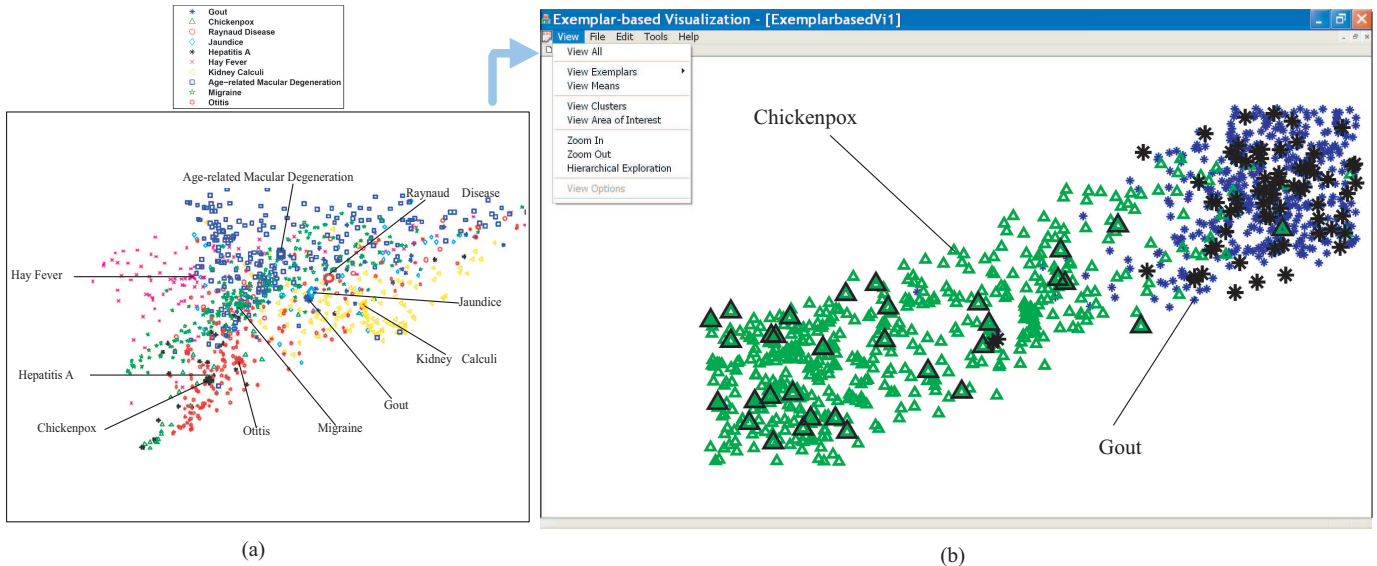 Gout
Chickenpox
Raynaud Disease
Jaundice
Hepatitis A
Hay Fever
Kidney Calculi
Age-related Macular Degeneration
Migraine
Otitis
Age-related Macular Degeneration
Raynaud Disease
Hay Fever
Jaundice
Kidney Calculi
Hepatitis A
Gout
Chickenpox
Otitis
Migraine
(a)
Exemplar-based Visualization - [ExemplarbasedVi1]
View File Edit Tools Help
View All
View Exemplars
View Means
View Clusters
View Area of Interest
Zoom In
Zoom Out
Hierarchical Exploration
View Options
Chickenpox
Gout
(b)